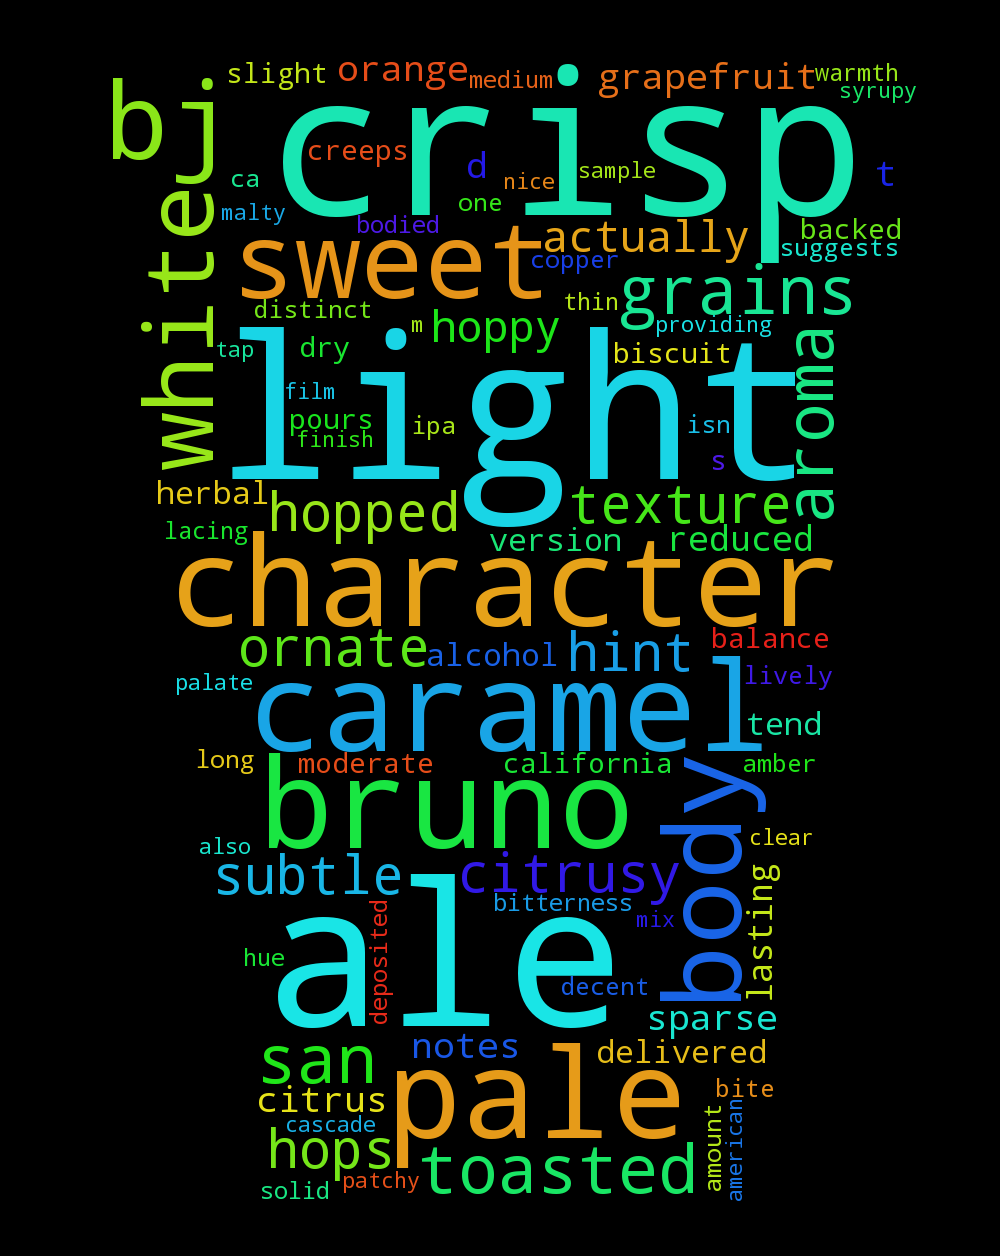 slight orange medium grapefruit warmth
syrupy
bj crisp
creeps d nice sample t
ca one
malty bodied
white sweet actually backed
copper suggests
grains
distinct m hoppy thin providing
tap dry biscuit aroma
light
film
pours ipa isn
finish s
herbal hopped texture
lacing version reduced
character
ornate alcohol hint balance
palate caramel lively
tend
long moderate california amber
bruno body
also clear
subtle citrusy lasting
bitterness mix
deposited
ale
hue decent
sparse
san notes delivered
citrus pale bite
cascade amount american
hops toasted
solid patchy